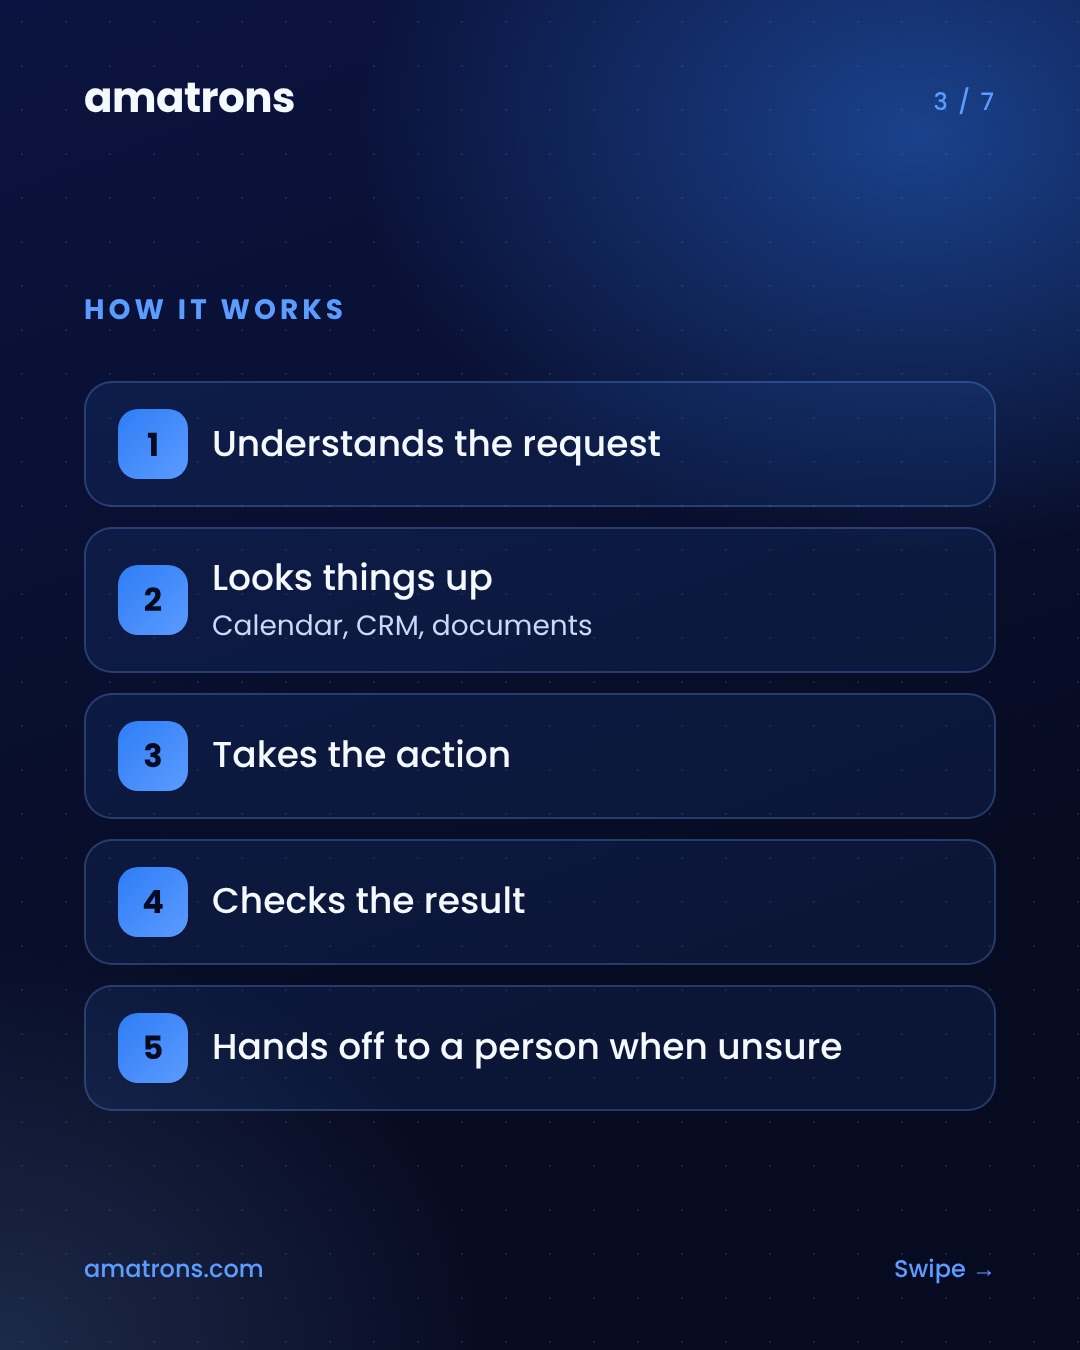 amatrons
3 / 7
HOW IT WORKS
1 Understands the request
2 Looks things up
Calendar, CRM, documents
3 Takes the action
4 Checks the result
5 Hands off to a person when unsure
amatrons.com
Swipe →